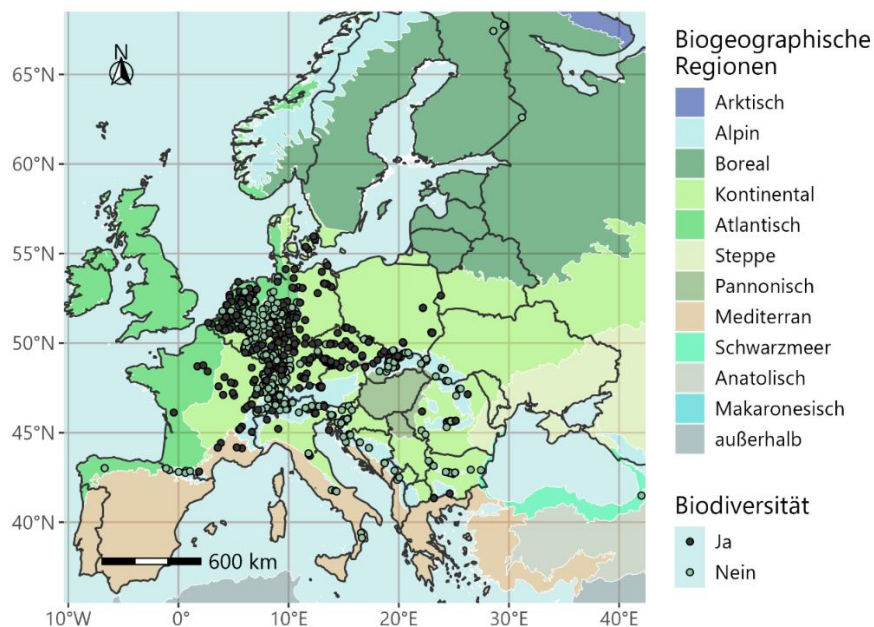 N
65°N
60°N
55°N
50°N
45°N
40°N
600 km
10°W
0°
10°E
20°E
30°E
40°E
Biogeographische
Regionen
Arktisch
Alpin
Boreal
Kontinental
Atlantisch
Steppe
Pannonisch
Mediterran
Schwarzmeer
Anatolisch
Makaronesisch
außerhalb
Biodiversität
Ja
Nein